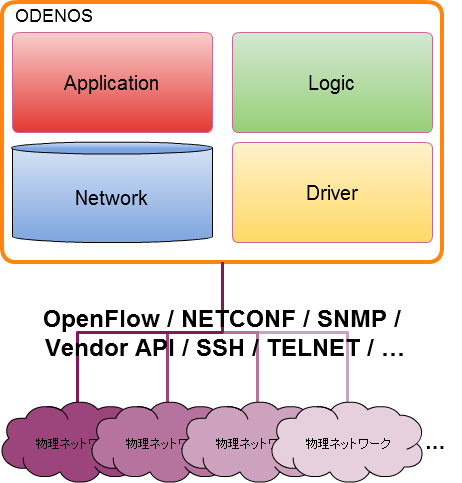 ODENOS
Application
Logic
Network
Driver
OpenFlow / NETCONF / SNMP /
Vendor API / SSH / TELNET / …
物理ネットワ
物理ネットワ
物理ネットワ
物理ネットワーク
…